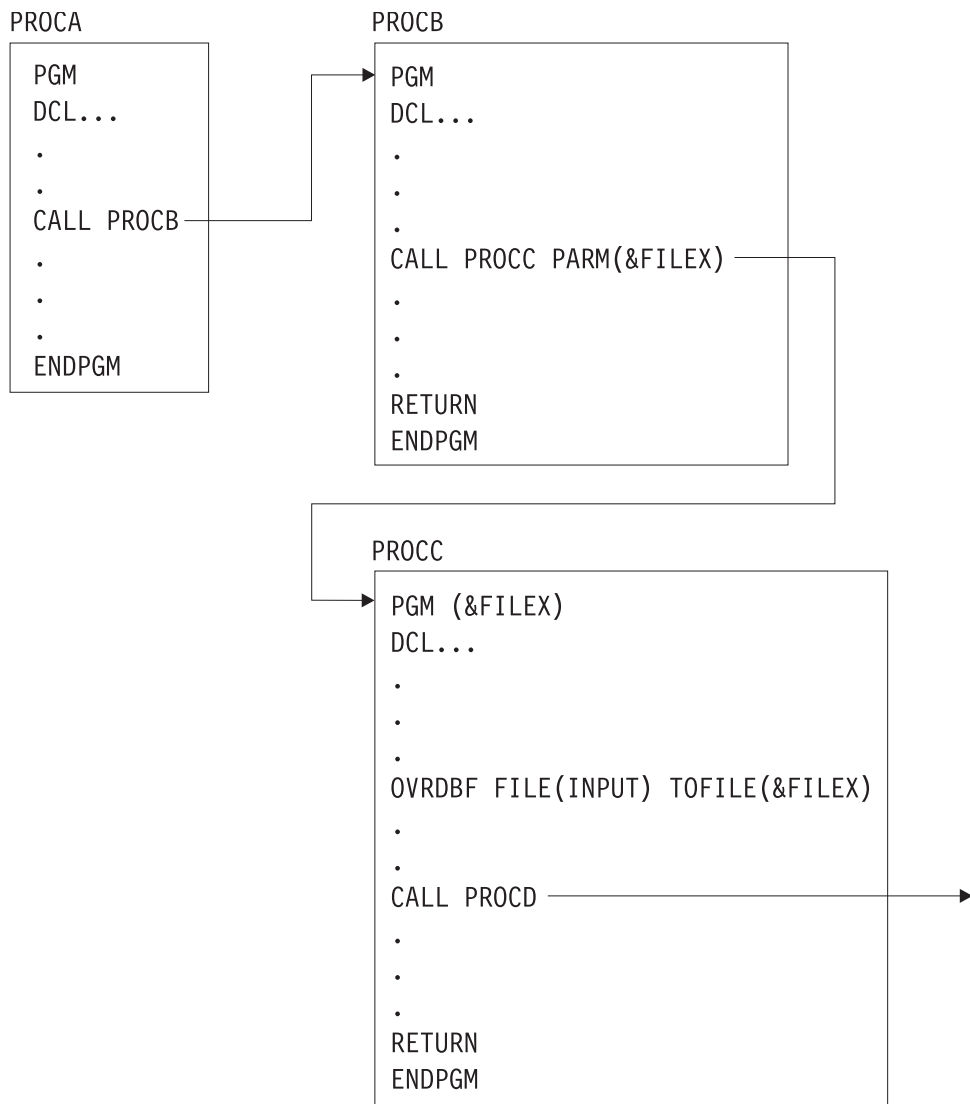 PROCA
PGM
DCL...
.
.
CALL PROCB
.
.
.
ENDPGM
PROCB
PGM
DCL...
.
.
.
CALL PROCC PARM(&FILEX)
.
.
.
RETURN
ENDPGM
PROCC
PGM (&FILEX)
DCL...
.
.
.
OVRDBF FILE(INPUT) TOFILE(&FILEX)
.
.
CALL PROCD
.
.
.
RETURN
ENDPGM